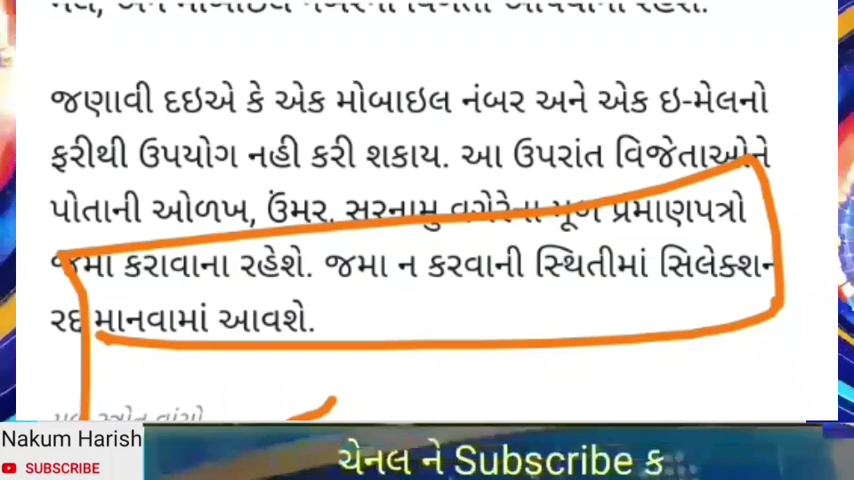 જણાવી દઇએ કે એક મોબાઇલ નંબર અને એક ઇ-મેલનો
ફરીથી ઉપયોગ નહી કરી શકાય. આ ઉપરાંત વિજેતાઓને
પોતાની ઓળખ, ઉંમર, સરનામુ વગેરેના મૂળ પ્રમાણપત્રો
જમા કરાવાના રહેશે. જમા ન કરવાની સ્થિતીમાં સિલેક્શન
રદ્દ માનવામાં આવશે.
Nakum Harish
SUBSCRIBE
ચેનલ ને Subscribe ક